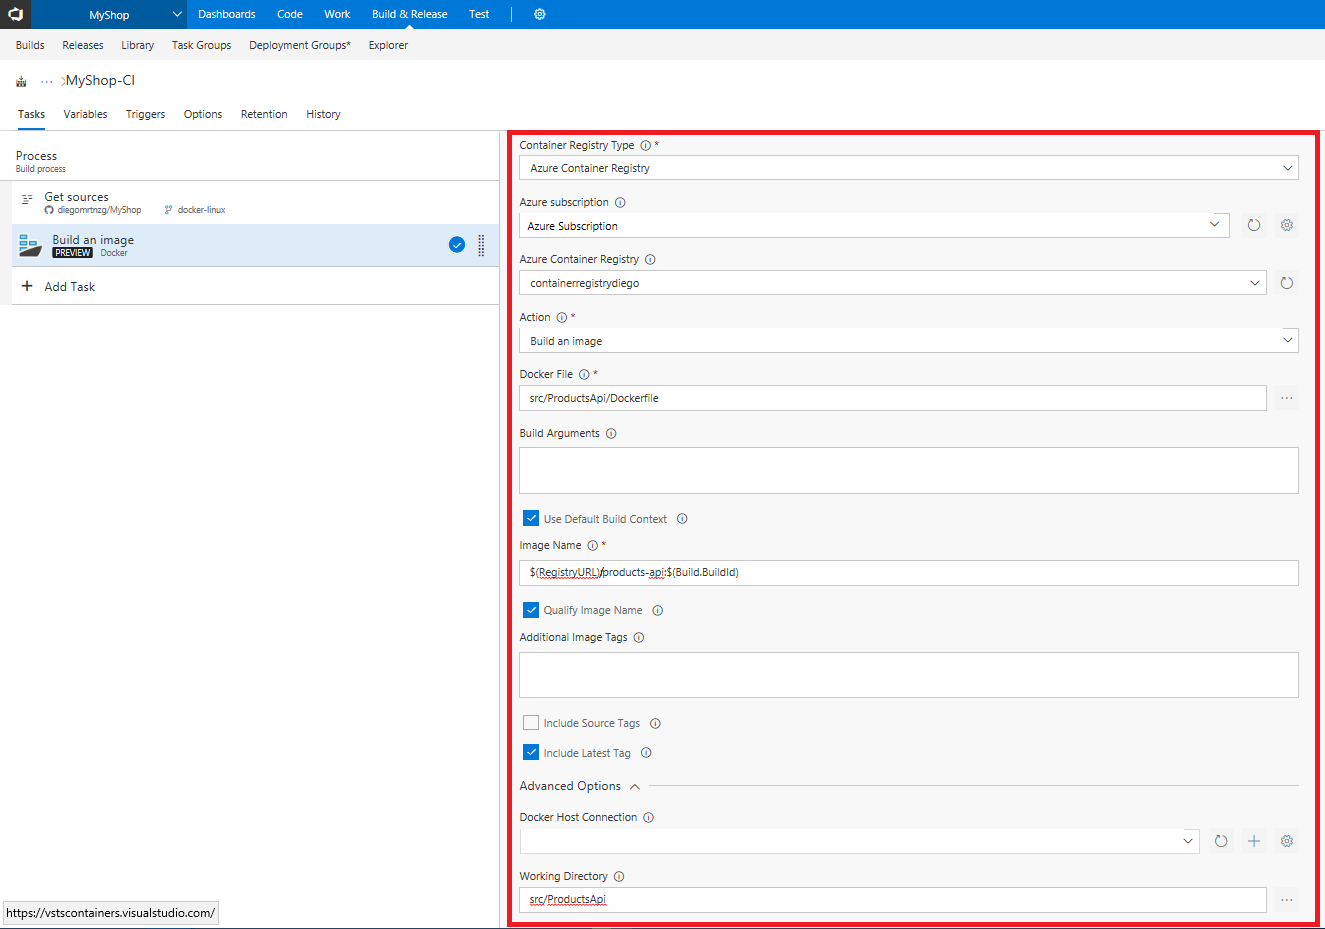 MyShop Dashboards Code Work Build & Release Test
Builds Releases Library Task Groups Deployment Groups* Explorer
... > MyShop-CI
Tasks Variables Triggers Options Retention History
Process
Build process
Get sources
diegomrtnzg/MyShop docker-linux
Build an image
PREVIEW Docker
+ Add Task
Container Registry Type *
Azure Container Registry
Azure subscription
Azure Subscription
Azure Container Registry
containerregistrydiego
Action *
Build an image
Docker File *
src/ProductsApi/Dockerfile
...
Build Arguments
Use Default Build Context
Image Name *
$(RegistryURL)/products-api:$(Build.BuildId)
Qualify Image Name
Additional Image Tags
Include Source Tags
Include Latest Tag
Advanced Options
Docker Host Connection
Working Directory
src/ProductsApi
...
https://vstscontainers.visualstudio.com/